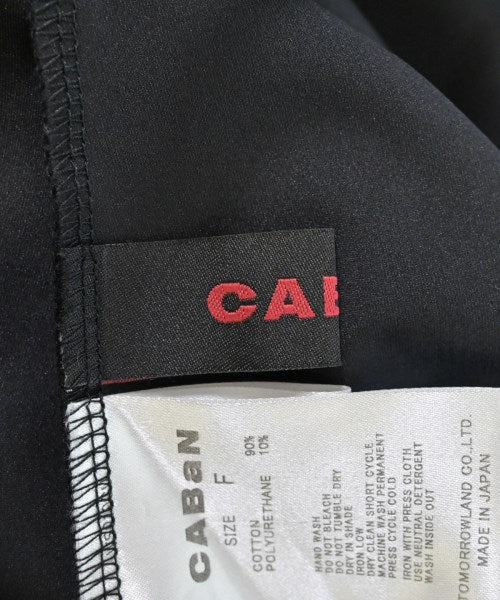 CAB
CABaN
SIZE F
COTTON 90%
POLYURETHANE 10%
HAND WASH
DO NOT BLEACH
DO NOT TUMBLE DRY
DRY IN SHADE
IRON LOW
DRY CLEAN SHORT CYCLE
MACHINE WASH PERMANENT
PRESS CYCLE COLD
IRON WITH PRESS CLOTH
USE NEUTRAL DETERGENT
WASH INSIDE OUT
TOMORROWLAND CO.,LTD.
MADE IN JAPAN